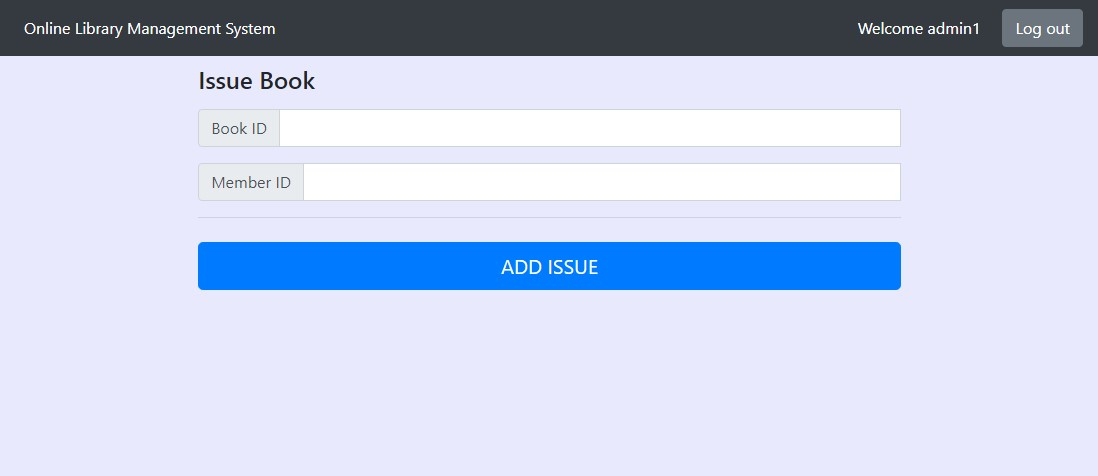 Online Library Management System
Welcome admin1
Log out
Issue Book
Book ID
Member ID
ADD ISSUE